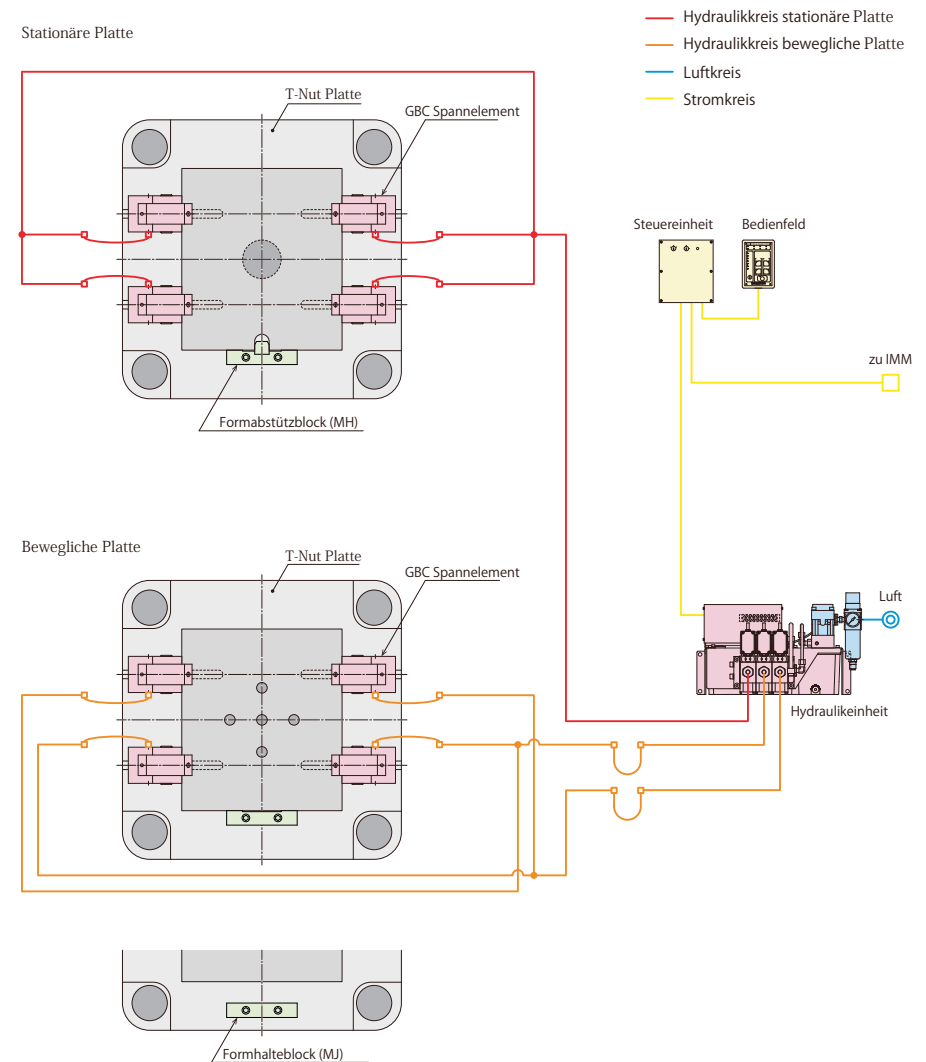 Hydraulikkreis stationäre Platte
Stationäre Platte
Hydraulikkreis bewegliche Platte
Luftkreis
Stromkreis
T-Nut Platte
GBC Spannelement
Steuereinheit
Bedienfeld
zu IMM
Formabstützblock (MH)
Bewegliche Platte
T-Nut Platte
GBC Spannelement
Luft
Hydraulikeinheit
Formhalteblock (MJ)